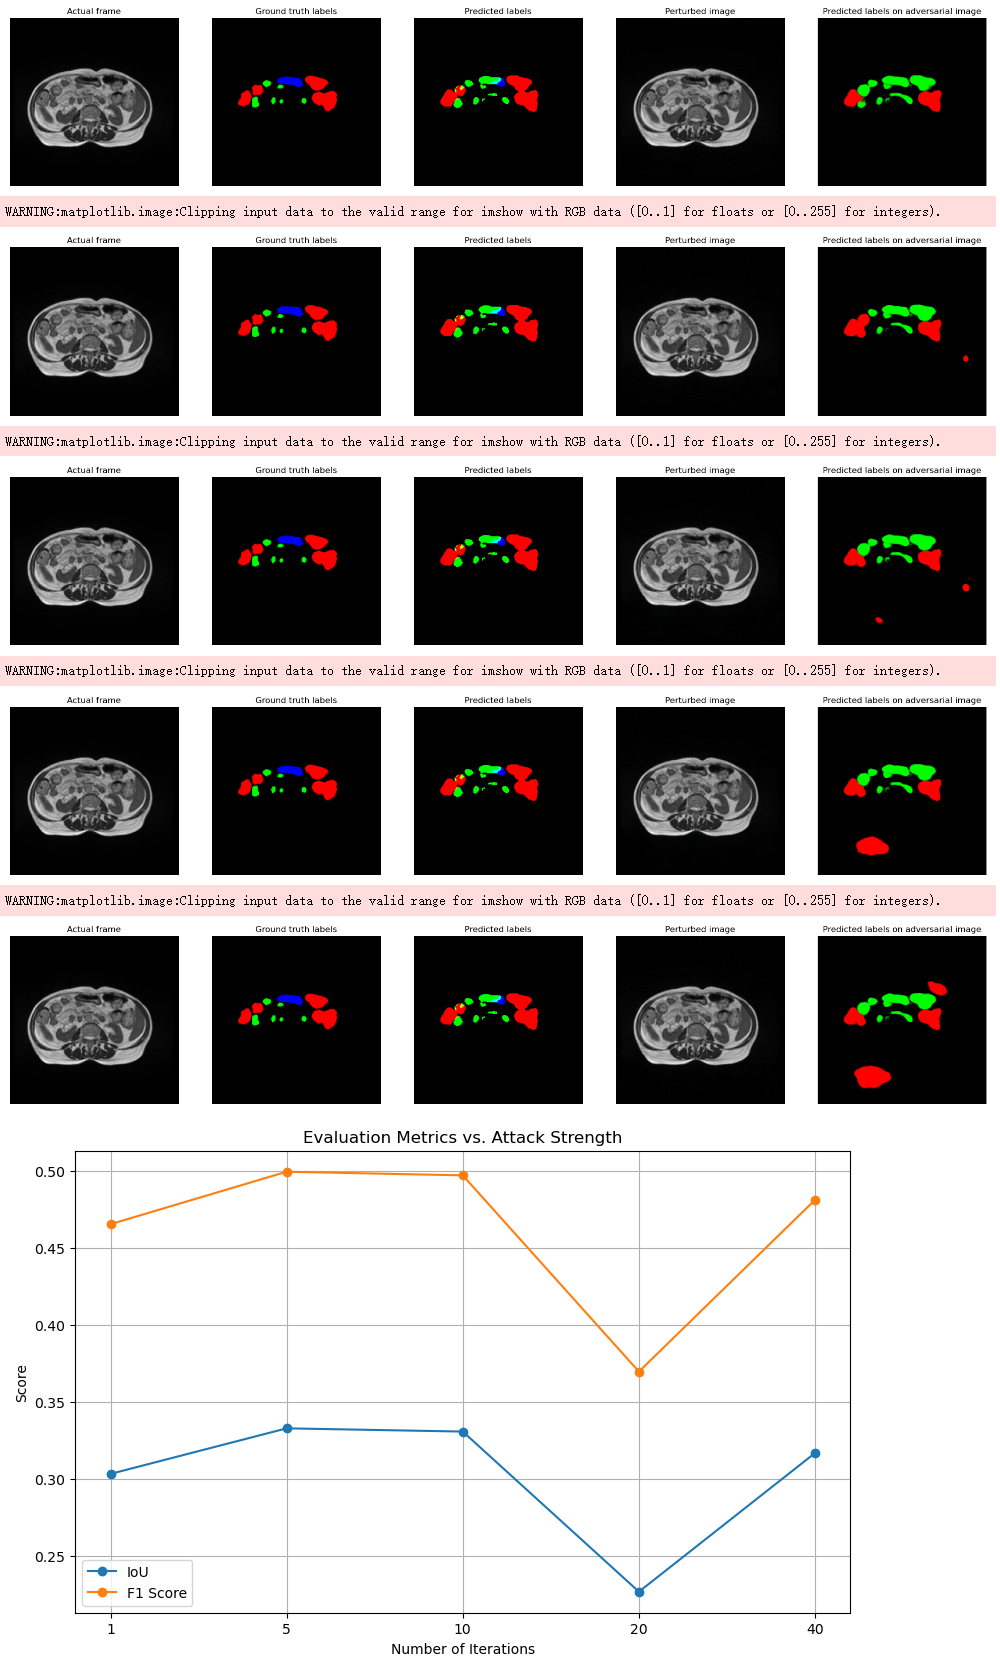 Actual frame Ground truth labels Predicted labels Perturbed image Predicted labels on adversarial image
WARNING:matplotlib.image:Clipping input data to the valid range for imshow with RGB data ([0..1] for floats or [0..255] for integers).
Actual frame Ground truth labels Predicted labels Perturbed image Predicted labels on adversarial image
WARNING:matplotlib.image:Clipping input data to the valid range for imshow with RGB data ([0..1] for floats or [0..255] for integers).
Actual frame Ground truth labels Predicted labels Perturbed image Predicted labels on adversarial image
WARNING:matplotlib.image:Clipping input data to the valid range for imshow with RGB data ([0..1] for floats or [0..255] for integers).
Actual frame Ground truth labels Predicted labels Perturbed image Predicted labels on adversarial image
WARNING:matplotlib.image:Clipping input data to the valid range for imshow with RGB data ([0..1] for floats or [0..255] for integers).
Actual frame Ground truth labels Predicted labels Perturbed image Predicted labels on adversarial image
Evaluation Metrics vs. Attack Strength
0.50
0.45
0.40
0.35
0.30
0.25
Score
IoU
F1 Score
1 5 10 20 40
Number of Iterations